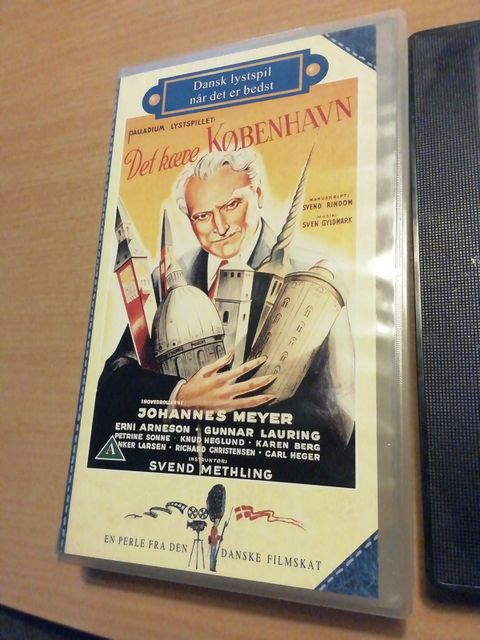 Dansk lystspil
når det er bedst
PALLADIUM LYSTSPILLET:
Det kære KØBENHAVN
MANUSKRIPT:
SVEND RINDOM
MUSIK:
SVEN GYLDMARK
I HOVEDROLLERNE:
JOHANNES MEYER
ERNI ARNESON · GUNNAR LAURING
PETRINE SONNE · KNUD HEGLUND · KAREN BERG
ANKER LARSEN · RICHARD CHRISTENSEN · CARL HEGER
INSTRUKTØR:
SVEND METHLING
A
EN PERLE FRA DEN DANSKE FILMSKAT